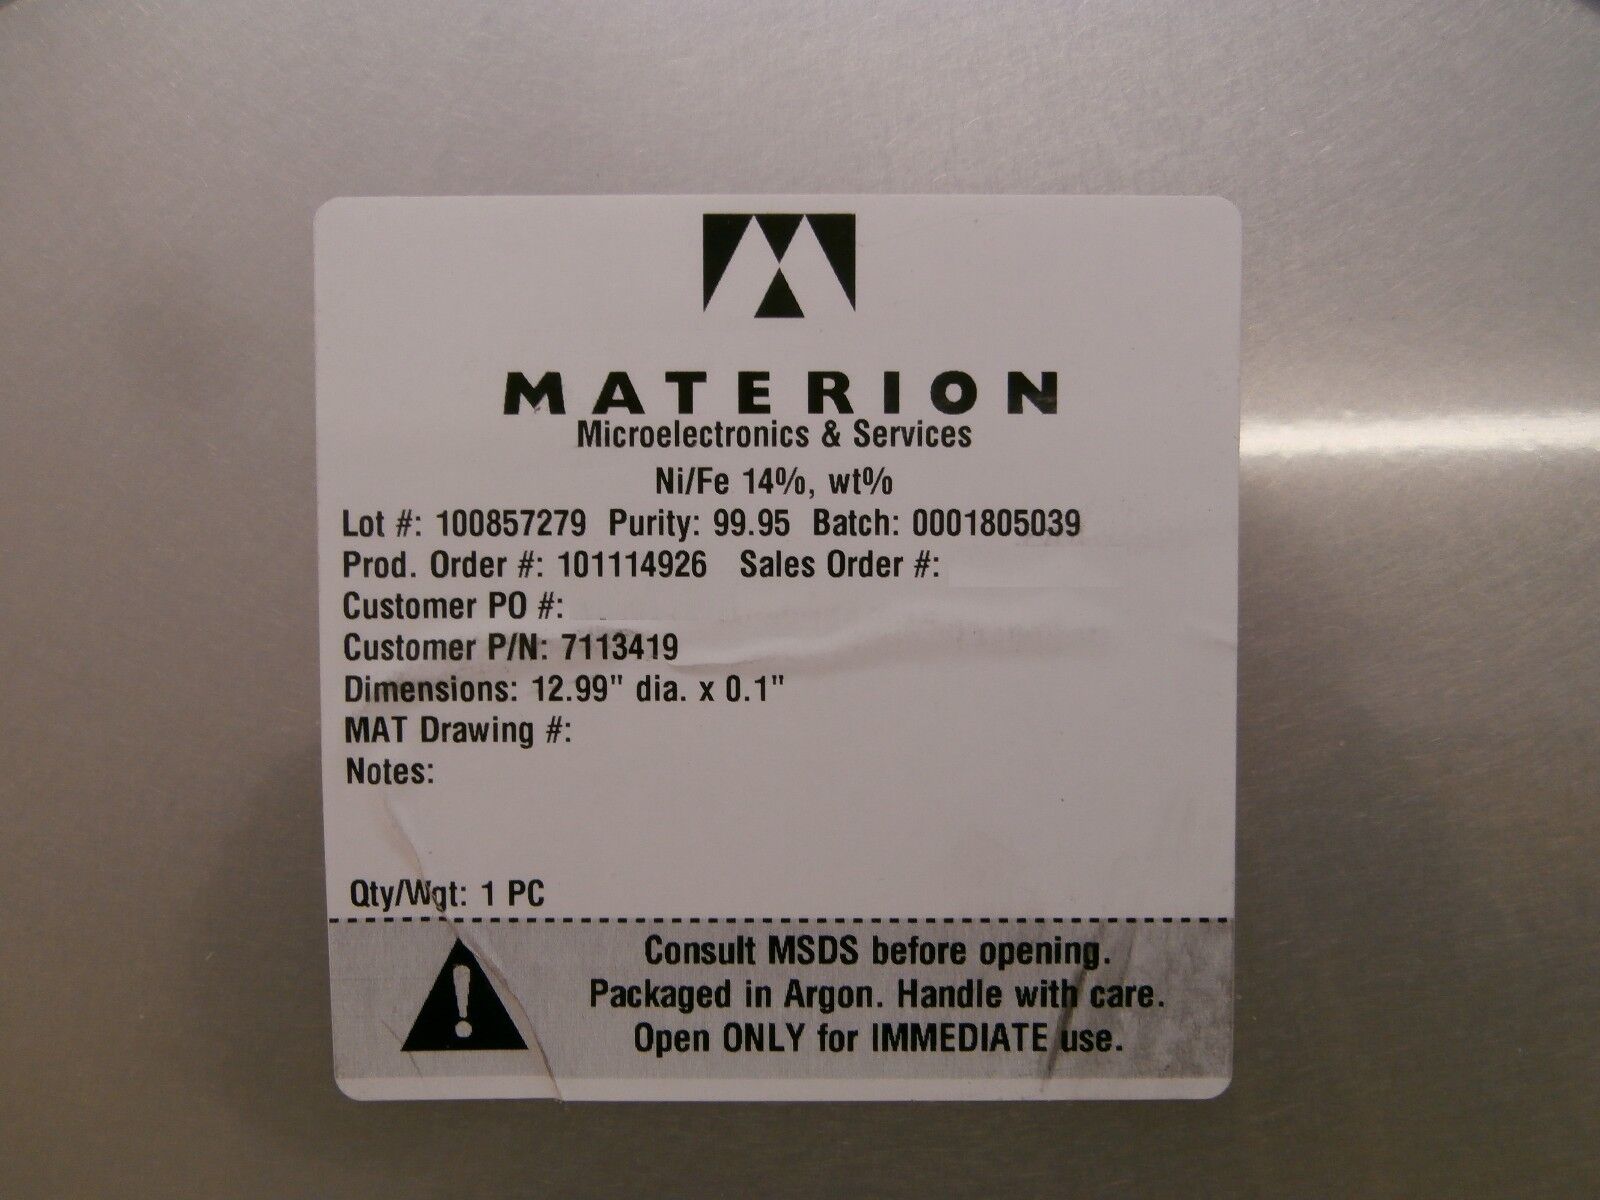 MATERION
Microelectronics & Services
Ni/Fe 14%, wt%
Lot #: 100857279 Purity: 99.95 Batch: 0001805039
Prod. Order #: 101114926 Sales Order #:
Customer PO #:
Customer P/N: 7113419
Dimensions: 12.99" dia. x 0.1"
MAT Drawing #:
Notes:
Qty/Wgt: 1 PC
Consult MSDS before opening.
Packaged in Argon. Handle with care.
Open ONLY for IMMEDIATE use.